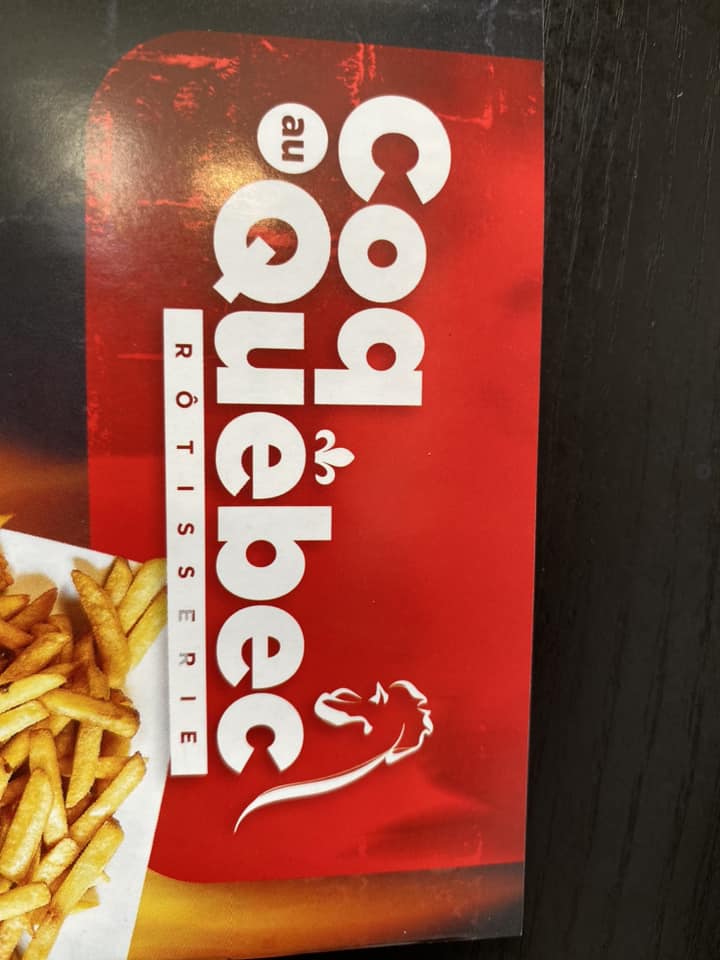 Coq
au Québec
RÔTISSERIE